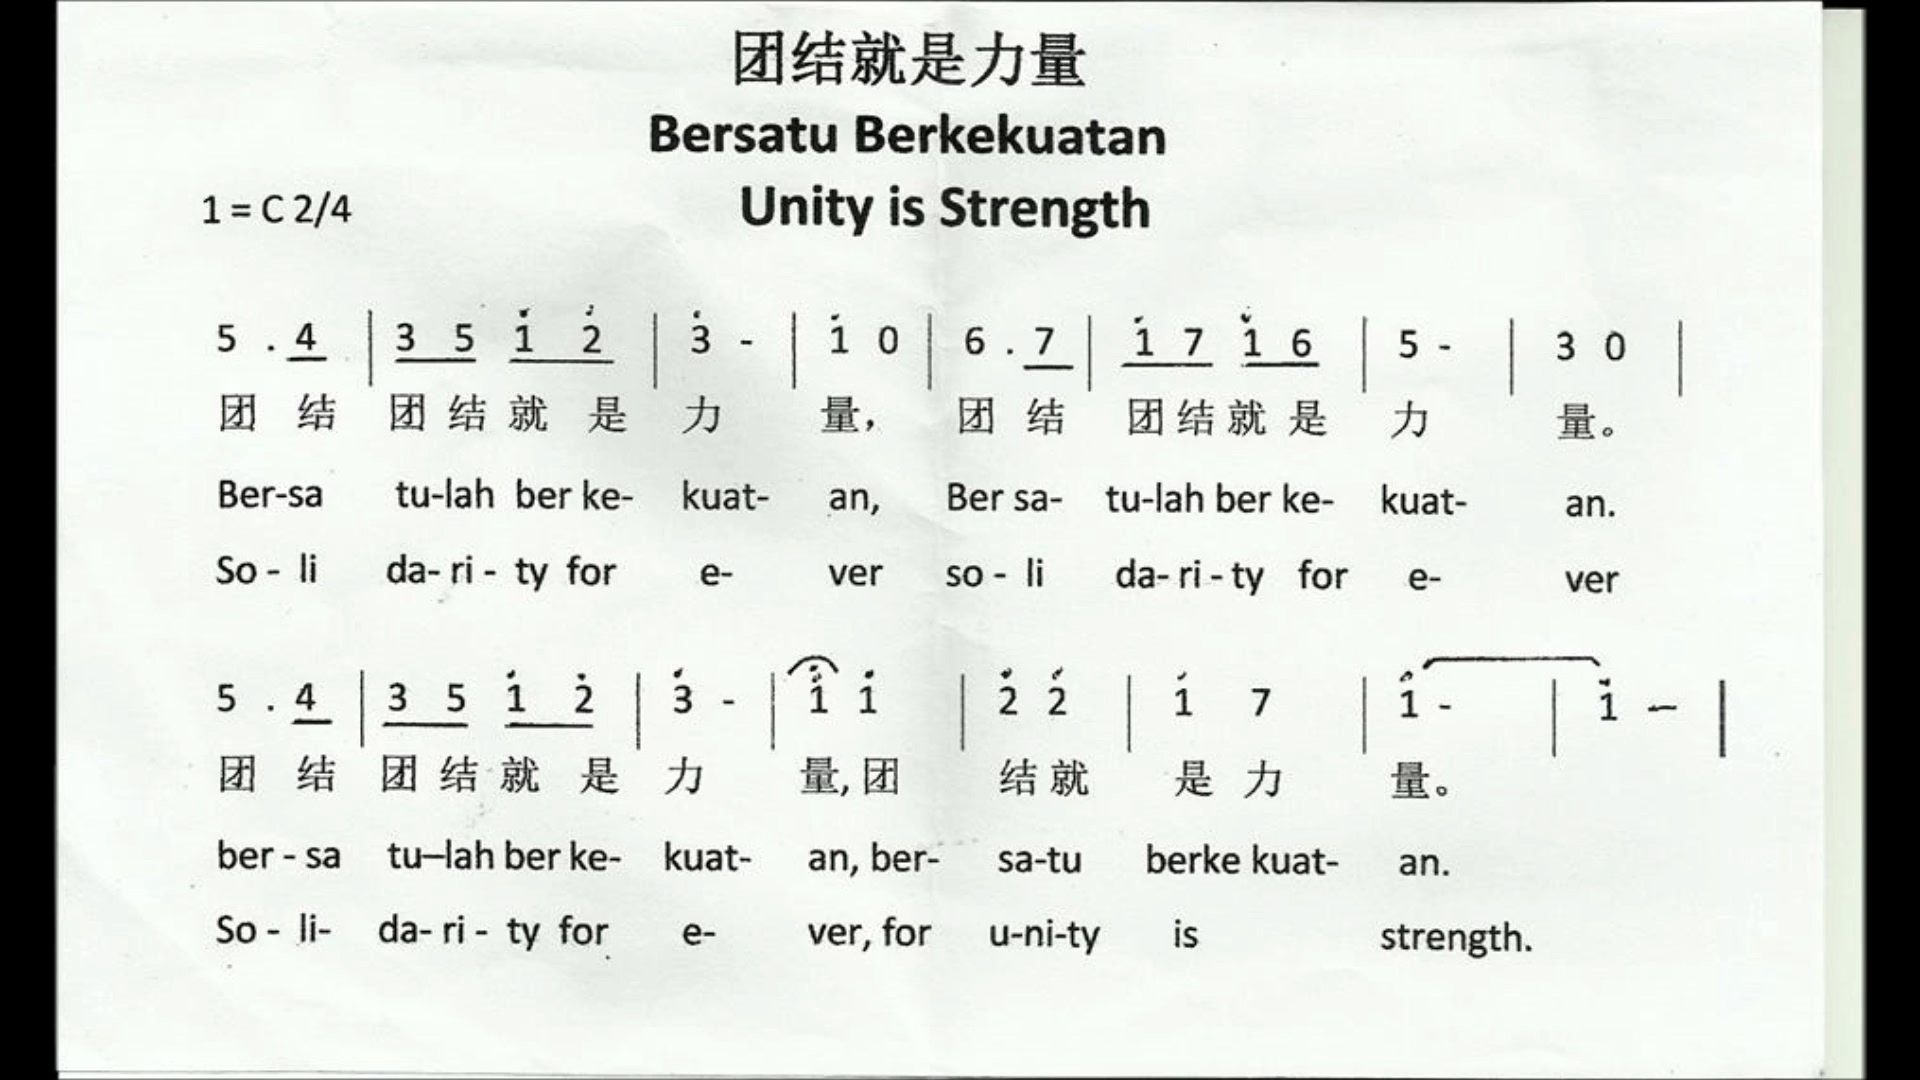 团结就是力量
Bersatu Berkekuatan
1 = C 2/4 Unity is Strength
5 . 4 | 3 5 1̇ 2̇ | 3̇ - | 1̇ 0 | 6 . 7 | 1̇ 7 1̇ 6 | 5 - | 3 0 |
团 结 团 结 就 是 力 量， 团 结 团 结 就 是 力 量。
Ber-sa tu-lah ber ke- kuat- an, Ber sa- tu-lah ber ke- kuat- an.
So - li da- ri - ty for e- ver so - li da- ri - ty for e- ver
5 . 4 | 3 5 1̇ 2̇ | 3̇ - | 1̇ 1̇ | 2̇ 2̇ | 1̇ 7 | 1̇ - | 1̇ - |
团 结 团 结 就 是 力 量, 团 结 就 是 力 量。
ber - sa tu–lah ber ke- kuat- an, ber- sa-tu berke kuat- an.
So - li- da- ri - ty for e- ver, for u-ni-ty is strength.